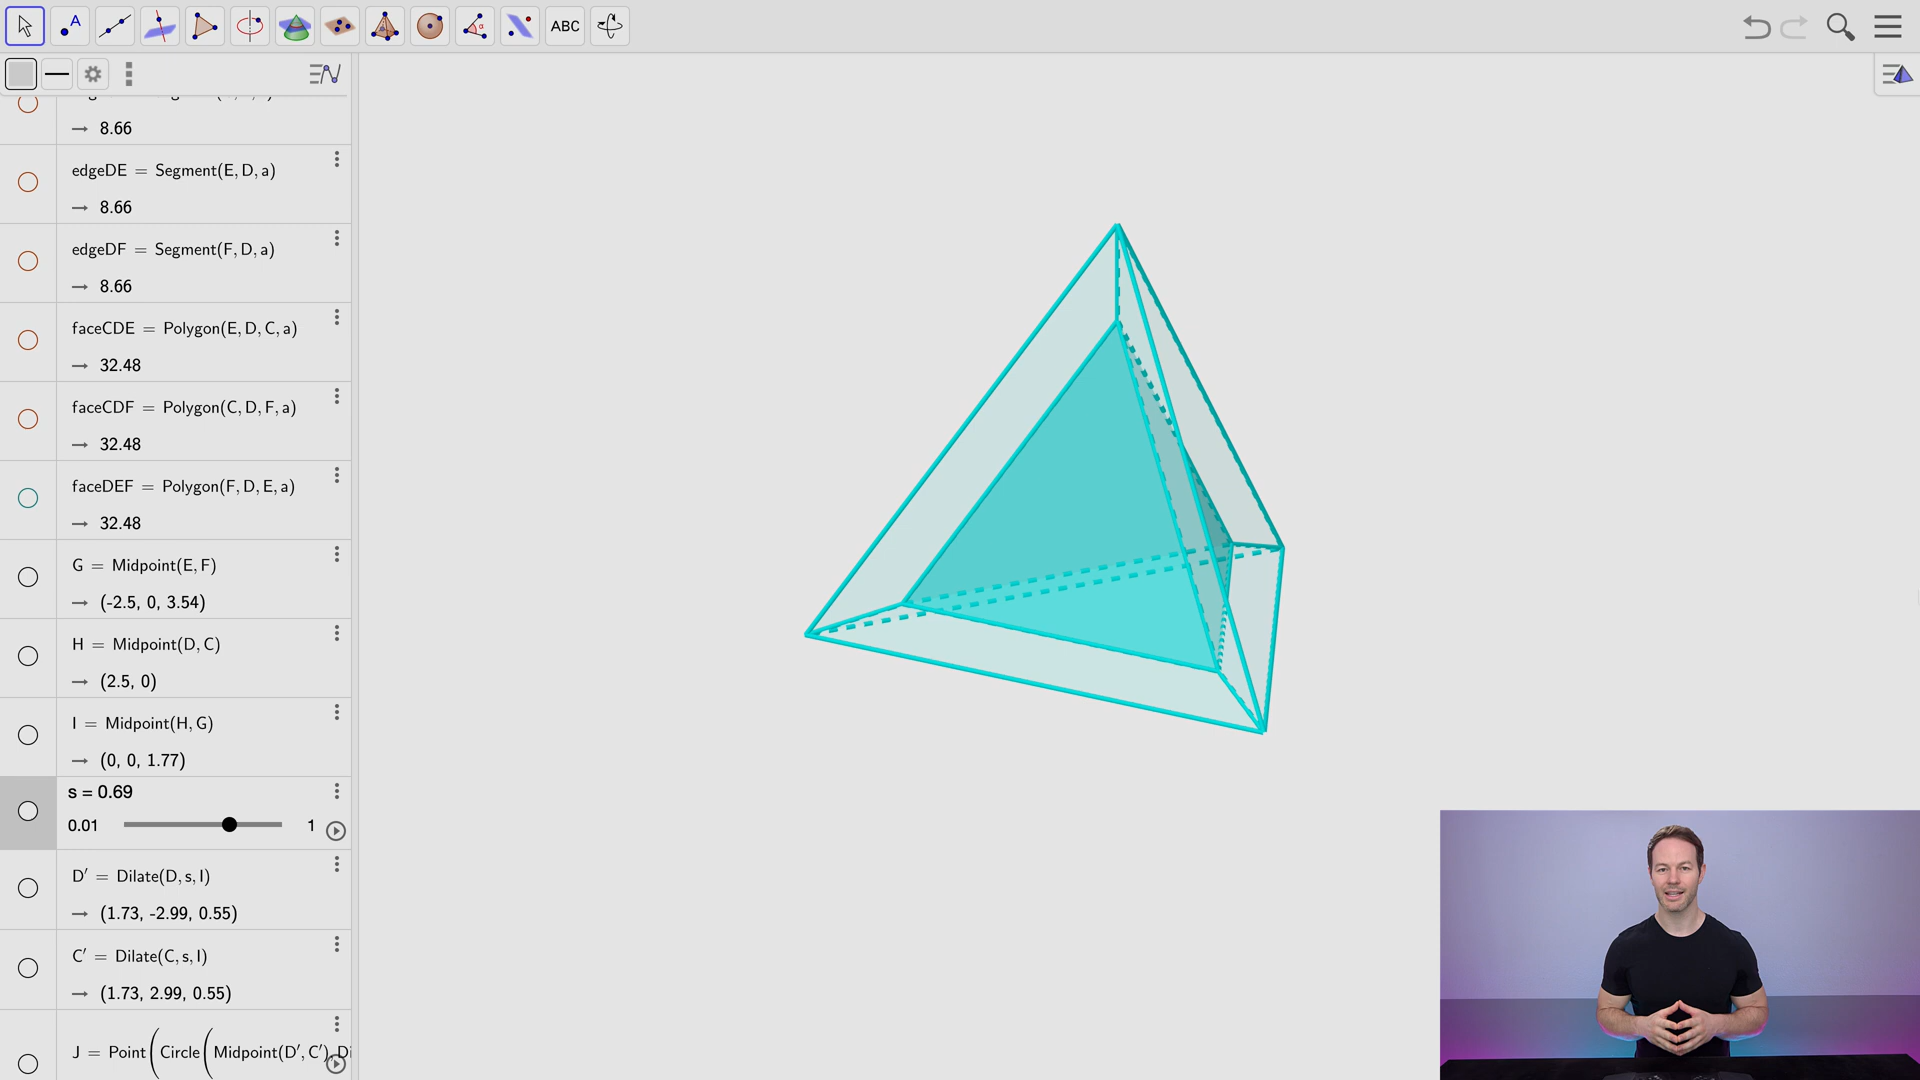 ABC
→ 8.66
edgeDE = Segment(E, D, a)
→ 8.66
edgeDF = Segment(F, D, a)
→ 8.66
faceCDE = Polygon(E, D, C, a)
→ 32.48
faceCDF = Polygon(C, D, F, a)
→ 32.48
faceDEF = Polygon(F, D, E, a)
→ 32.48
G = Midpoint(E, F)
→ (-2.5, 0, 3.54)
H = Midpoint(D, C)
→ (2.5, 0)
I = Midpoint(H, G)
→ (0, 0, 1.77)
s = 0.69
0.01 1
D′ = Dilate(D, s, I)
→ (1.73, -2.99, 0.55)
C′ = Dilate(C, s, I)
→ (1.73, 2.99, 0.55)
J = Point(Circle(Midpoint(D′, C′), Di